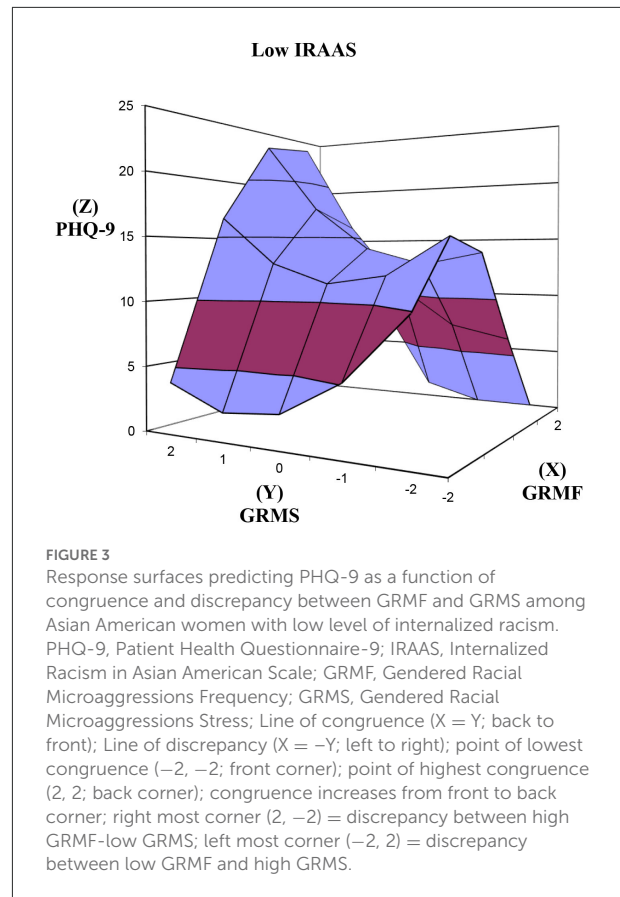 Low IRAAS
25
20
(Z)
PHQ-9
15
10
5
0
2
1
0
-1
-2
-2
2
(Y)
GRMS
(X)
GRMF
FIGURE 3
Response surfaces predicting PHQ-9 as a function of
congruence and discrepancy between GRMF and GRMS among
Asian American women with low level of internalized racism.
PHQ-9, Patient Health Questionnaire-9; IRAAS, Internalized
Racism in Asian American Scale; GRMF, Gendered Racial
Microaggressions Frequency; GRMS, Gendered Racial
Microaggressions Stress; Line of congruence (X = Y; back to
front); Line of discrepancy (X = –Y; left to right); point of lowest
congruence (−2, −2; front corner); point of highest congruence
(2, 2; back corner); congruence increases from front to back
corner; right most corner (2, −2) = discrepancy between high
GRMF-low GRMS; left most corner (−2, 2) = discrepancy
between low GRMF and high GRMS.